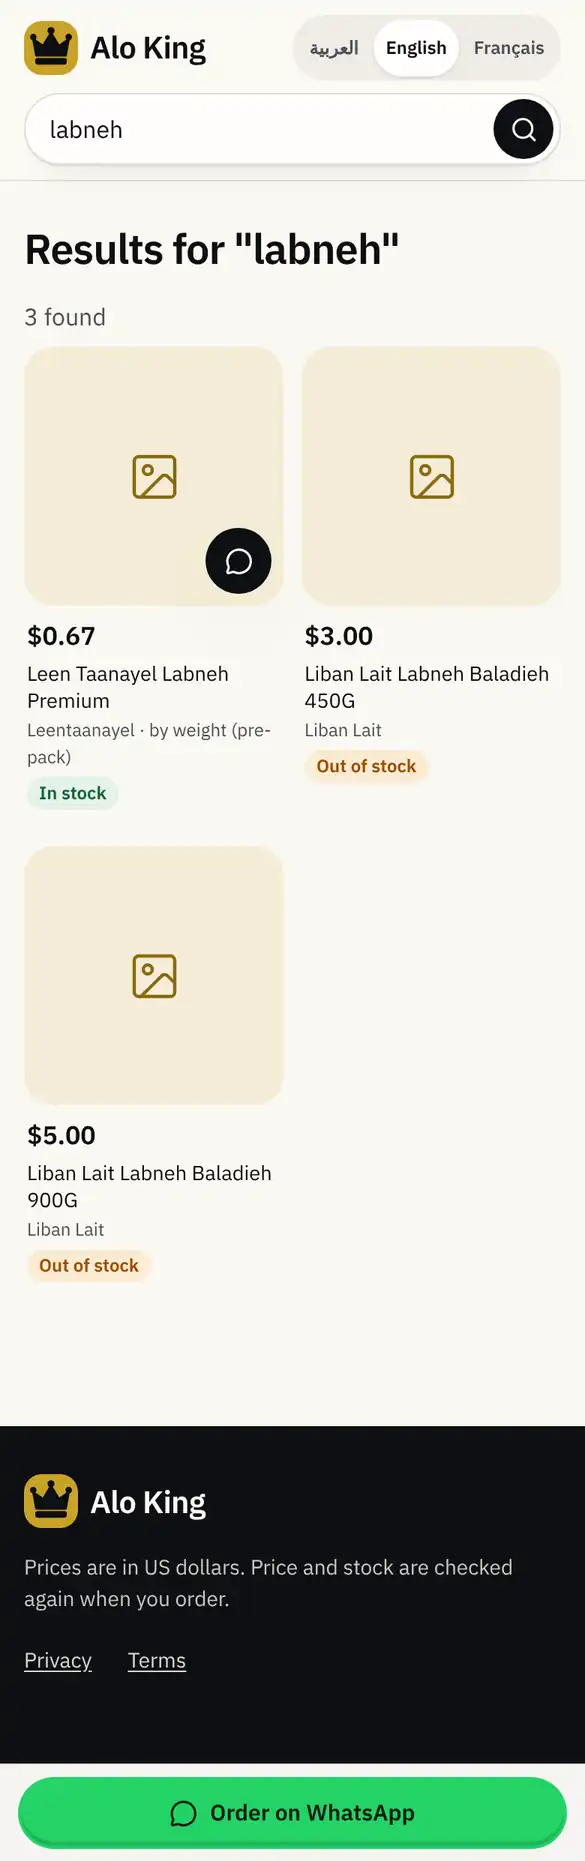 Alo King
العربية
English
Français
labneh
Results for "labneh"
3 found
$0.67
Leen Taanayel Labneh
Premium
Leentaanayel · by weight (pre-
pack)
In stock
$3.00
Liban Lait Labneh Baladieh
450G
Liban Lait
Out of stock
$5.00
Liban Lait Labneh Baladieh
900G
Liban Lait
Out of stock
Alo King
Prices are in US dollars. Price and stock are checked
again when you order.
Privacy
Terms
Order on WhatsApp